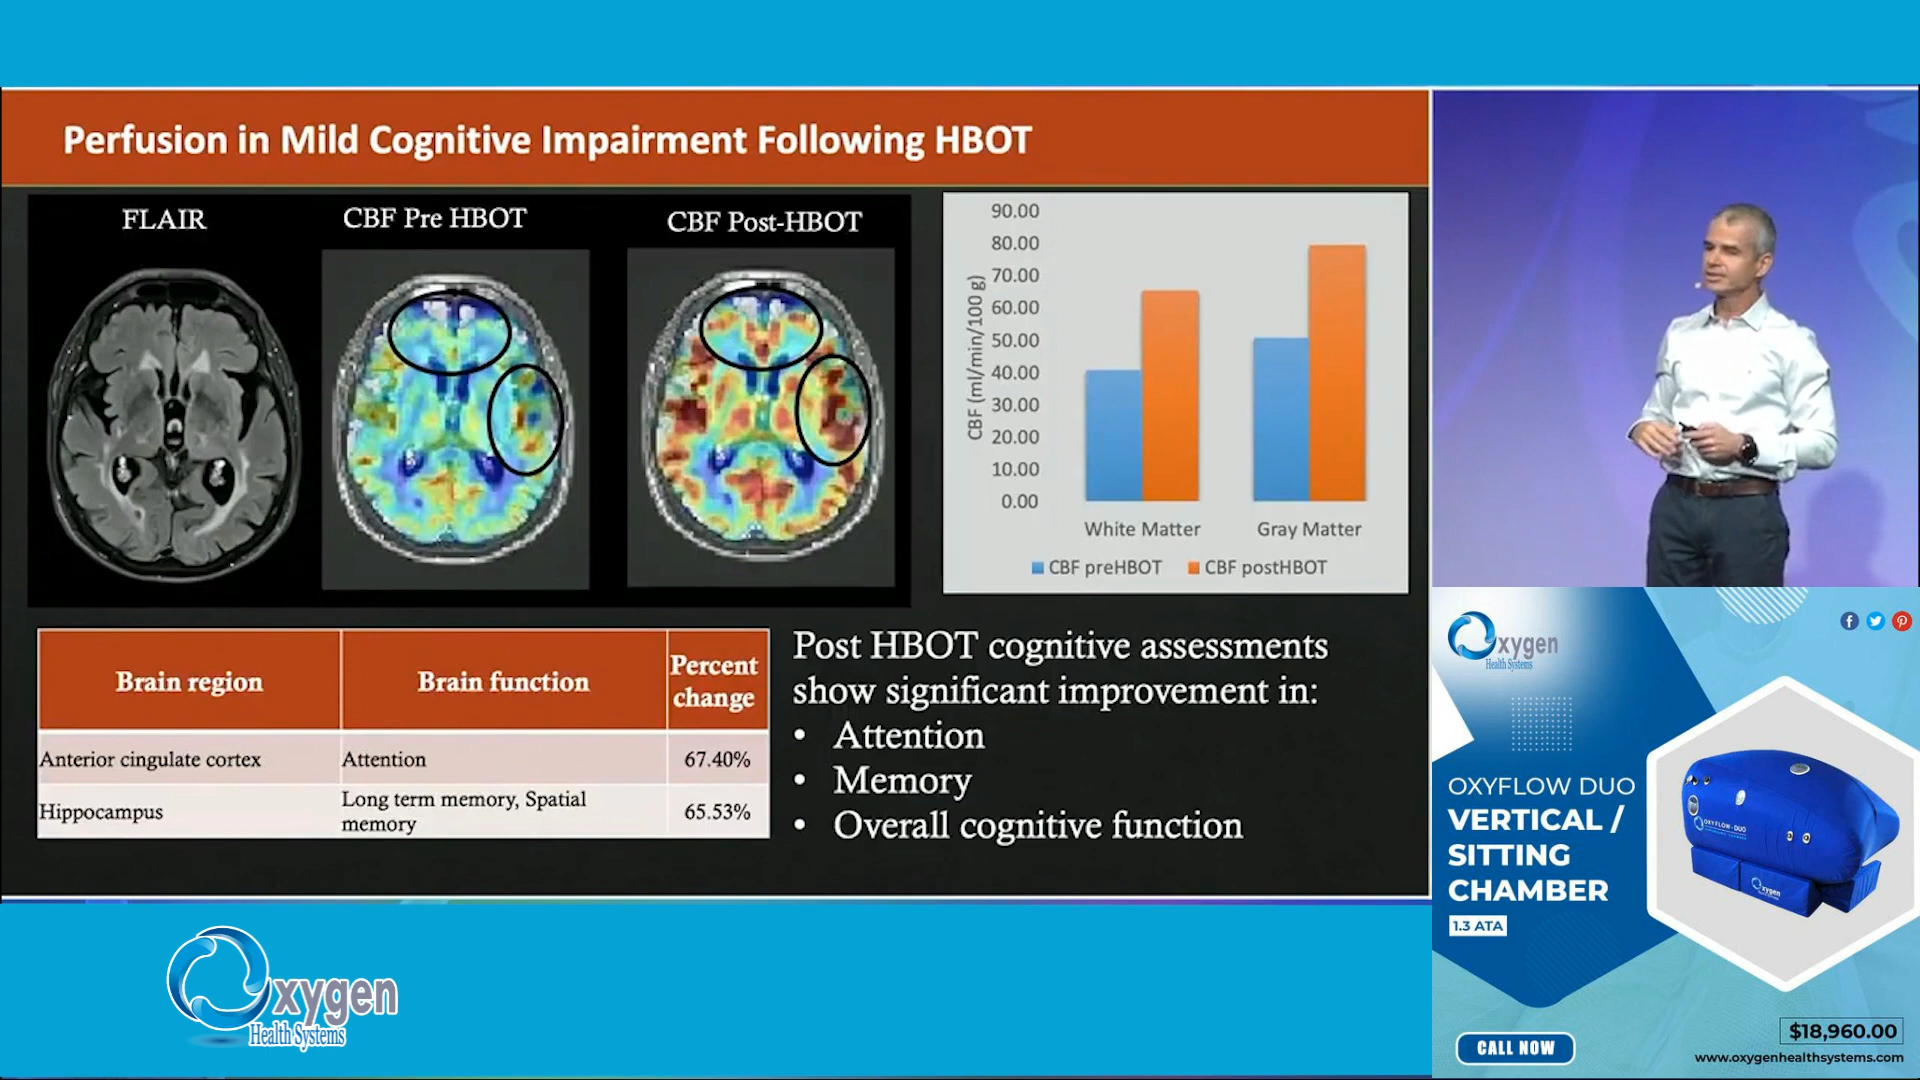 Perfusion in Mild Cognitive Impairment Following HBOT
FLAIR
CBF Pre HBOT
CBF Post-HBOT
90.00
80.00
70.00
60.00
50.00
40.00
30.00
20.00
10.00
0.00
CBF (ml/min/100 g)
White Matter
Gray Matter
CBF preHBOT
CBF postHBOT
Brain region
Brain function
Percent
change
Anterior cingulate cortex
Attention
67.40%
Hippocampus
Long term memory, Spatial
memory
65.53%
Post HBOT cognitive assessments
show significant improvement in:
• Attention
• Memory
• Overall cognitive function
Oxygen
Health Systems
Oxygen
Health Systems
OXYFLOW DUO
VERTICAL /
SITTING
CHAMBER
1.3 ATA
OXYFLOW-DUO
Oxygen
CALL NOW
$18,960.00
www.oxygenhealthsystems.com